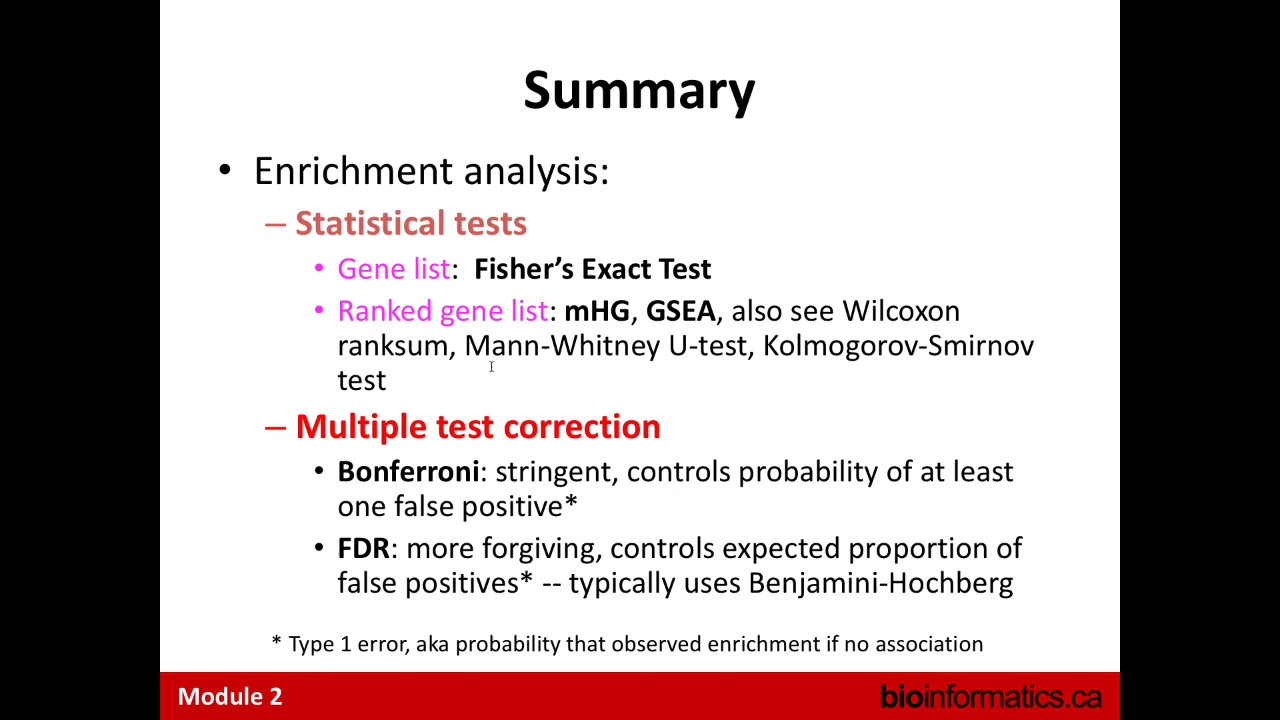 Summary
• Enrichment analysis:
– Statistical tests
• Gene list: Fisher’s Exact Test
• Ranked gene list: mHG, GSEA, also see Wilcoxon
ranksum, Mann-Whitney U-test, Kolmogorov-Smirnov
test
– Multiple test correction
• Bonferroni: stringent, controls probability of at least
one false positive*
• FDR: more forgiving, controls expected proportion of
false positives* -- typically uses Benjamini-Hochberg
* Type 1 error, aka probability that observed enrichment if no association
Module 2
bioinformatics.ca